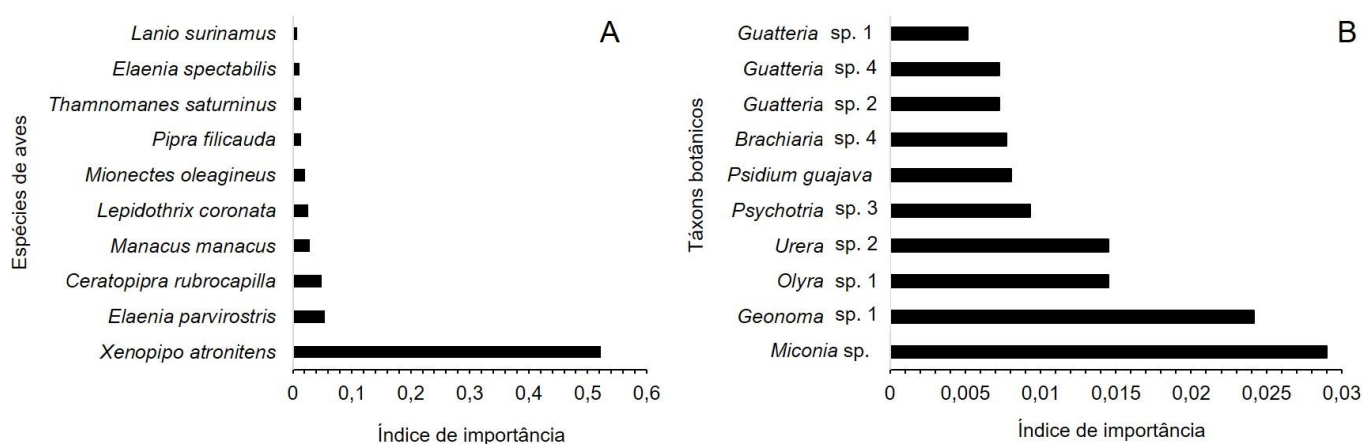 A
Espécies de aves
Lanio surinamus
Elaenia spectabilis
Thamnomanes saturninus
Pipra filicauda
Mionectes oleagineus
Lepidothrix coronata
Manacus manacus
Ceratopipra rubrocapilla
Elaenia parvirostris
Xenopipo atronitens
0 0,1 0,2 0,3 0,4 0,5 0,6
Índice de importância
B
Táxons botânicos
Guatteria sp. 1
Guatteria sp. 4
Guatteria sp. 2
Brachiaria sp. 4
Psidium guajava
Psychotria sp. 3
Urera sp. 2
Olyra sp. 1
Geonoma sp. 1
Miconia sp.
0 0,005 0,01 0,015 0,02 0,025 0,03
Índice de importância